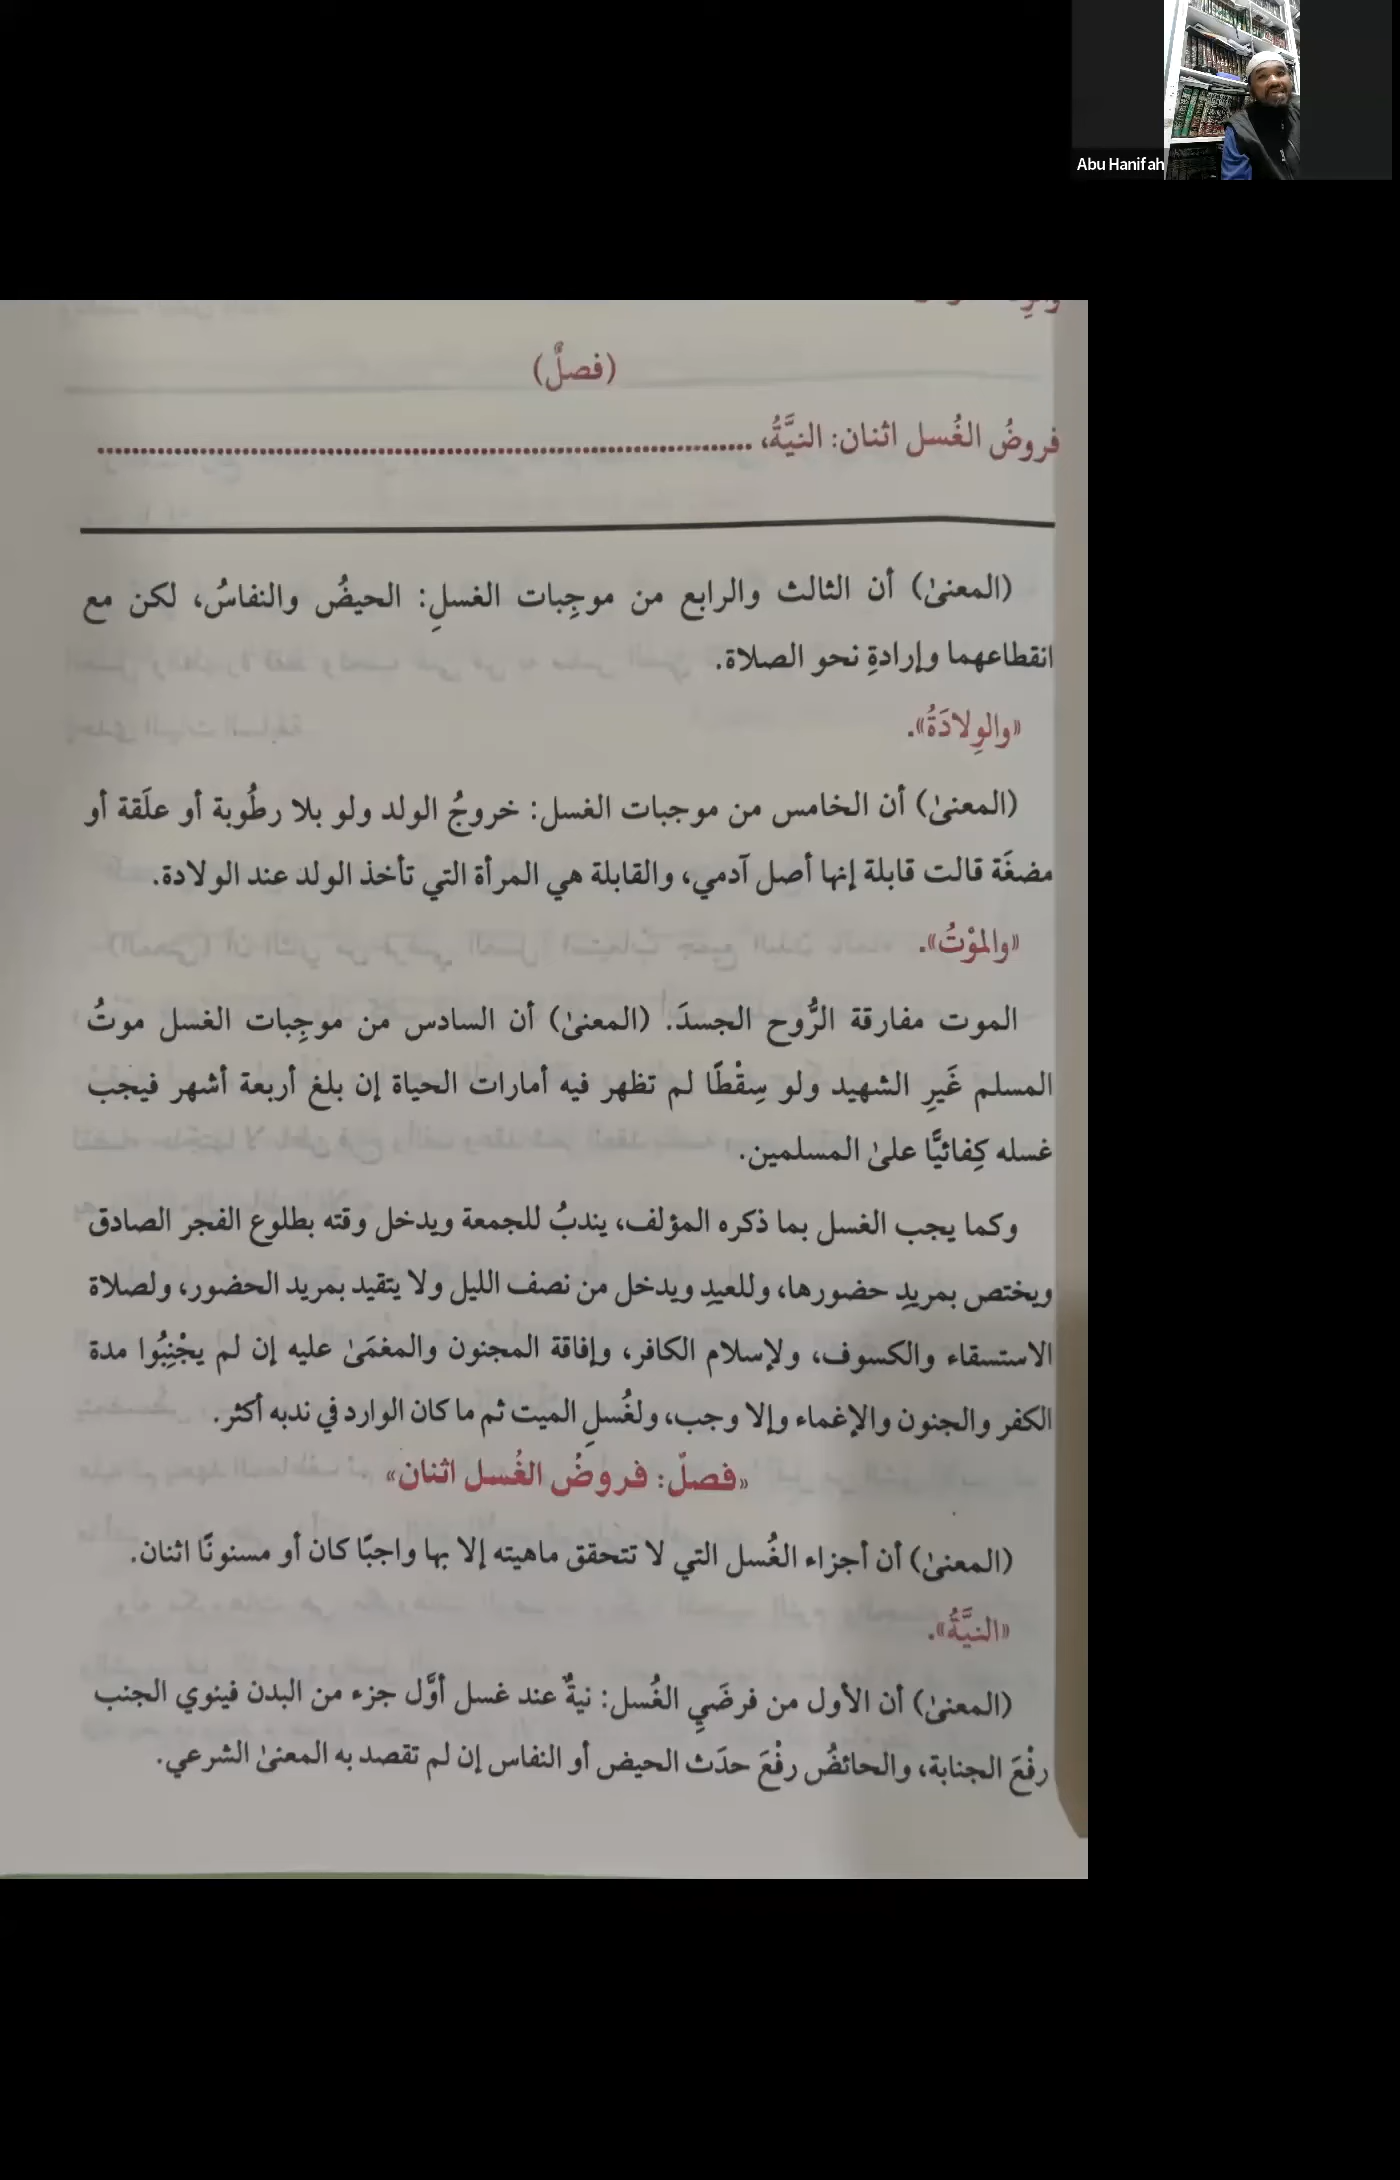 Abu Hanifah
(فصلٌ)
فروضُ الغُسل اثنان: النيَّةُ، ........................................
(المعنىٰ) أن الثالث والرابع من موجِبات الغسلِ: الحيضُ والنفاسُ، لكن مع
انقطاعهما وإرادةِ نحو الصلاة.
«والوِلادَةُ».
(المعنىٰ) أن الخامس من موجبات الغسل: خروجُ الولد ولو بلا رطُوبة أو علَقة أو
مضغَة قالت قابلة إنها أصل آدمي، والقابلة هي المرأة التي تأخذ الولد عند الولادة.
«والموْتُ».
الموت مفارقة الرُّوح الجسدَ. (المعنىٰ) أن السادس من موجِبات الغسل موتُ
المسلم غَيرِ الشهيد ولو سِقْطًا لم تظهر فيه أمارات الحياة إن بلغ أربعة أشهر فيجب
غسله كِفائيًّا علىٰ المسلمين.
وكما يجب الغسل بما ذكره المؤلف، يندبُ للجمعة ويدخل وقته بطلوع الفجر الصادق
ويختص بمريدِ حضورها، وللعيدِ ويدخل من نصف الليل ولا يتقيد بمريد الحضور، ولصلاة
الاستسقاء والكسوف، ولإسلام الكافر، وإفاقة المجنون والمغمَىٰ عليه إن لم يجْنِبُوا مدة
الكفر والجنون والإغماء وإلا وجب، ولغُسلِ الميت ثم ما كان الوارد في ندبه أكثر.
«فصلّ: فروضُ الغُسل اثنان»
(المعنىٰ) أن أجزاء الغُسل التي لا تتحقق ماهيته إلا بها واجبًا كان أو مسنونًا اثنان.
«النيَّةُ».
(المعنىٰ) أن الأول من فرضَيِ الغُسل: نيةٌ عند غسل أوَّل جزء من البدن فينوي الجنب
رفْعَ الجنابة، والحائضُ رفْعَ حدَث الحيض أو النفاس إن لم تقصد به المعنىٰ الشرعي.